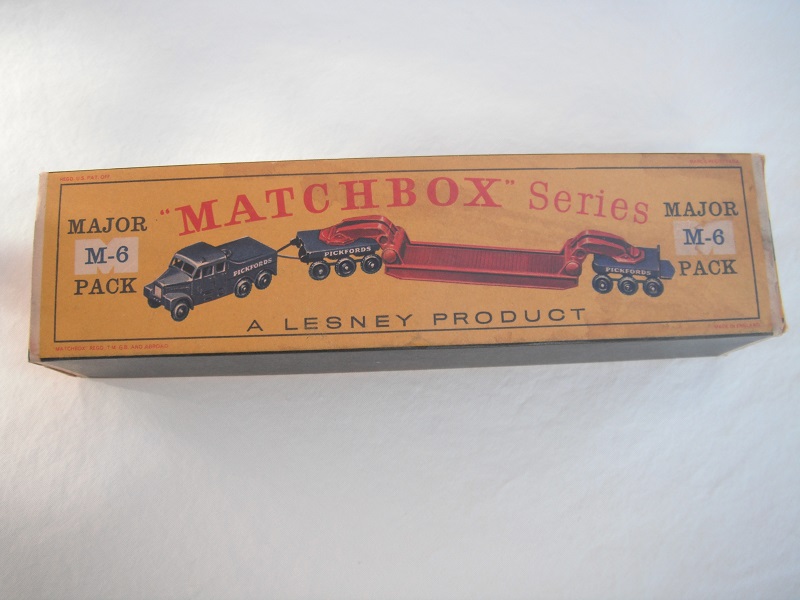 "MATCHBOX" Series
MAJOR
M-6
PACK
PICKFORDS
PICKFORDS
PICKFORDS
MAJOR
M-6
PACK
A LESNEY PRODUCT